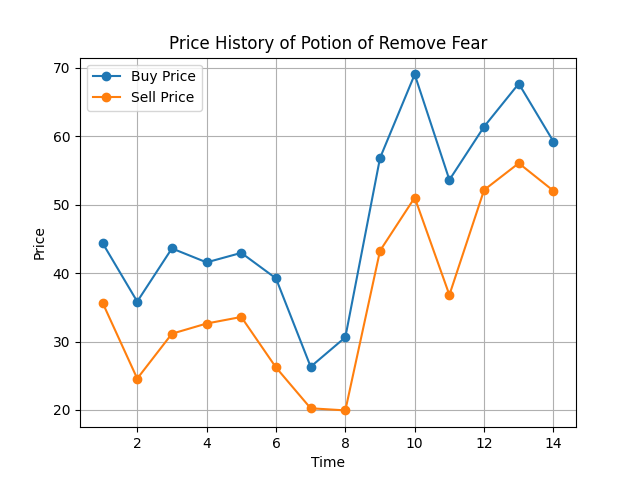 Price History of Potion of Remove Fear
Buy Price
Sell Price
Price
70
60
50
40
30
20
2 4 6 8 10 12 14
Time